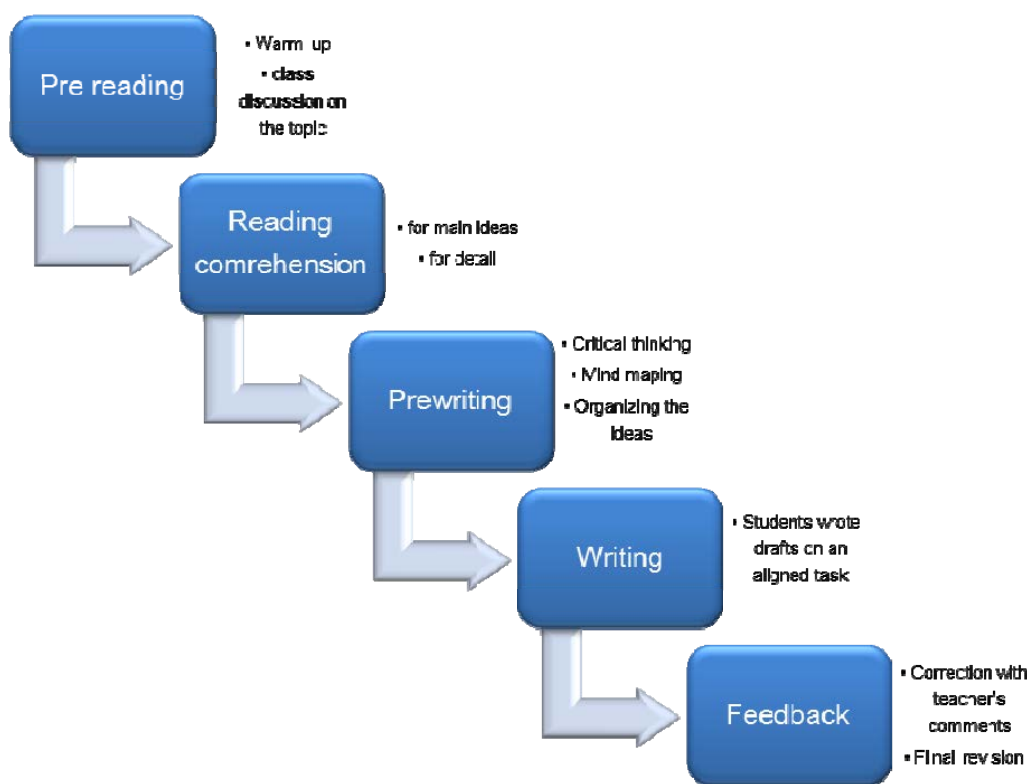 Pre reading
▪ Warm up
▪ class
discussion on
the topic
Reading
comrehension
▪ for main ideas
▪ for detail
Prewriting
▪ Critical thinking
▪ Mind maping
▪ Organizing the
ideas
Writing
▪ Students wrote
drafts on an
aligned task
Feedback
▪ Correction with
teacher's
comments
▪ Final revision